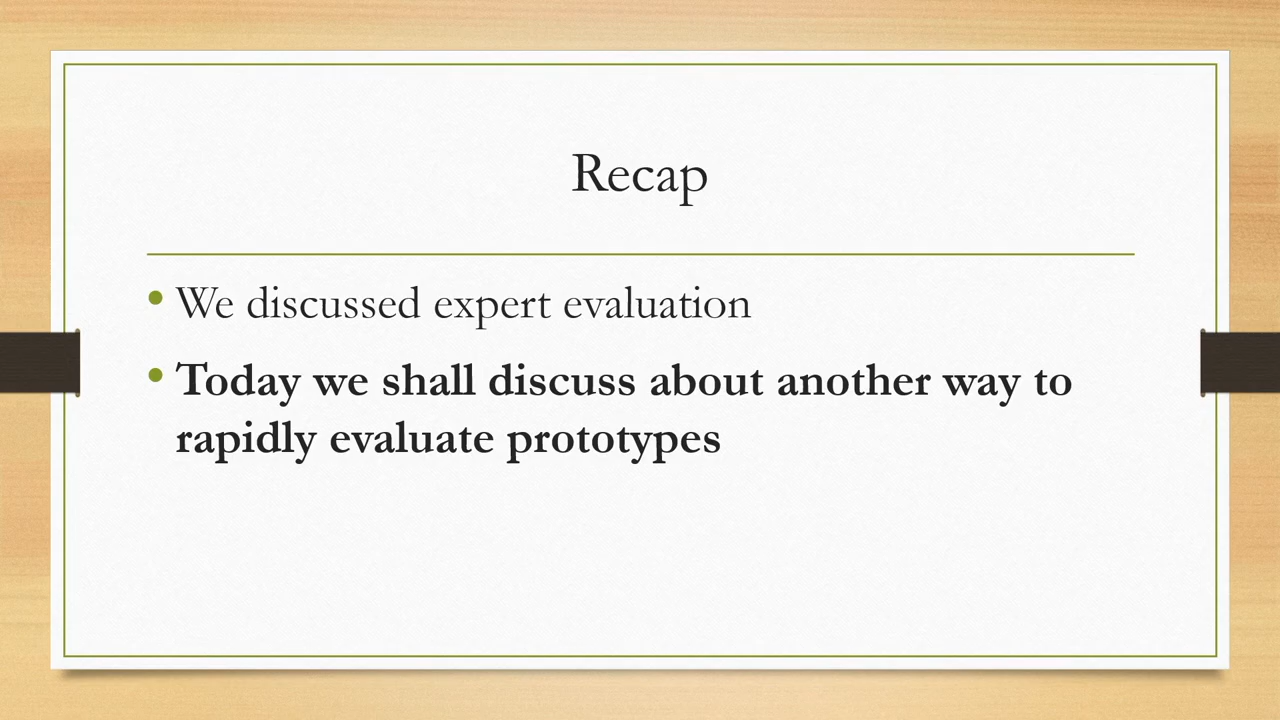 Recap
• We discussed expert evaluation
• Today we shall discuss about another way to
rapidly evaluate prototypes